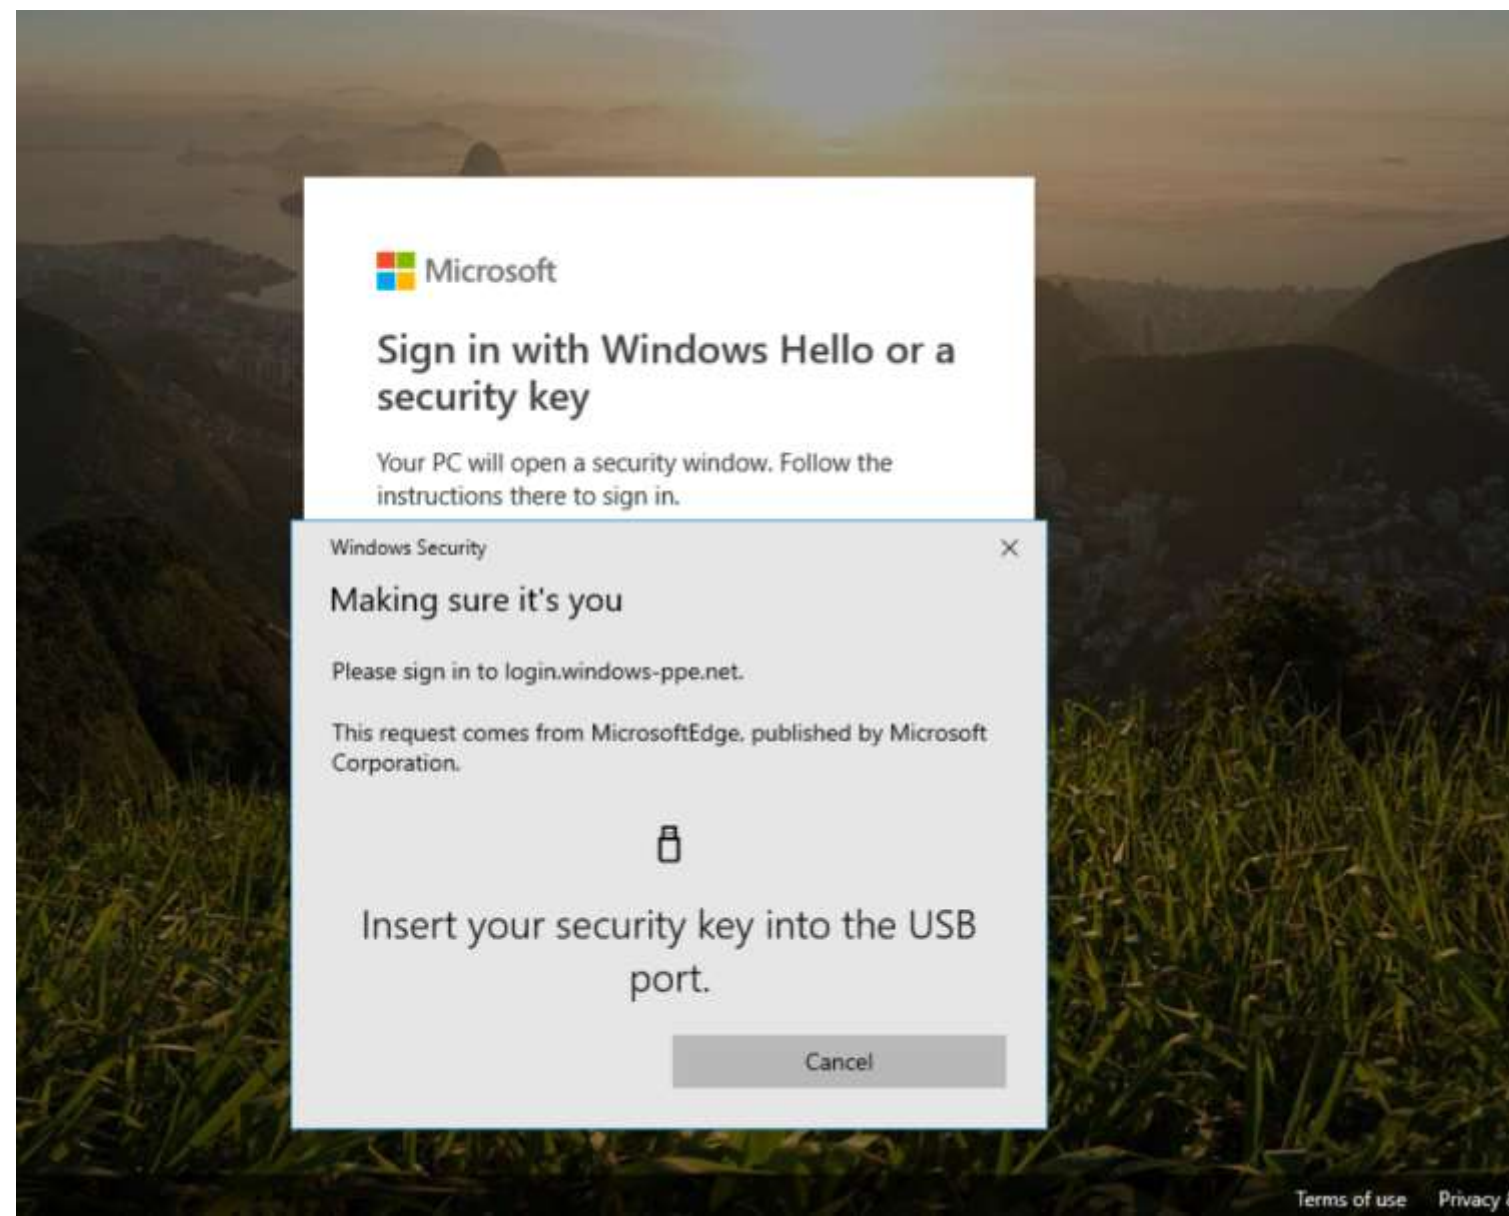 Microsoft
Sign in with Windows Hello or a
security key
Your PC will open a security window. Follow the
instructions there to sign in.
Windows Security
Making sure it's you
Please sign in to login.windows-ppe.net.
This request comes from MicrosoftEdge, published by Microsoft
Corporation.
Insert your security key into the USB
port.
Cancel
Terms of use Privacy